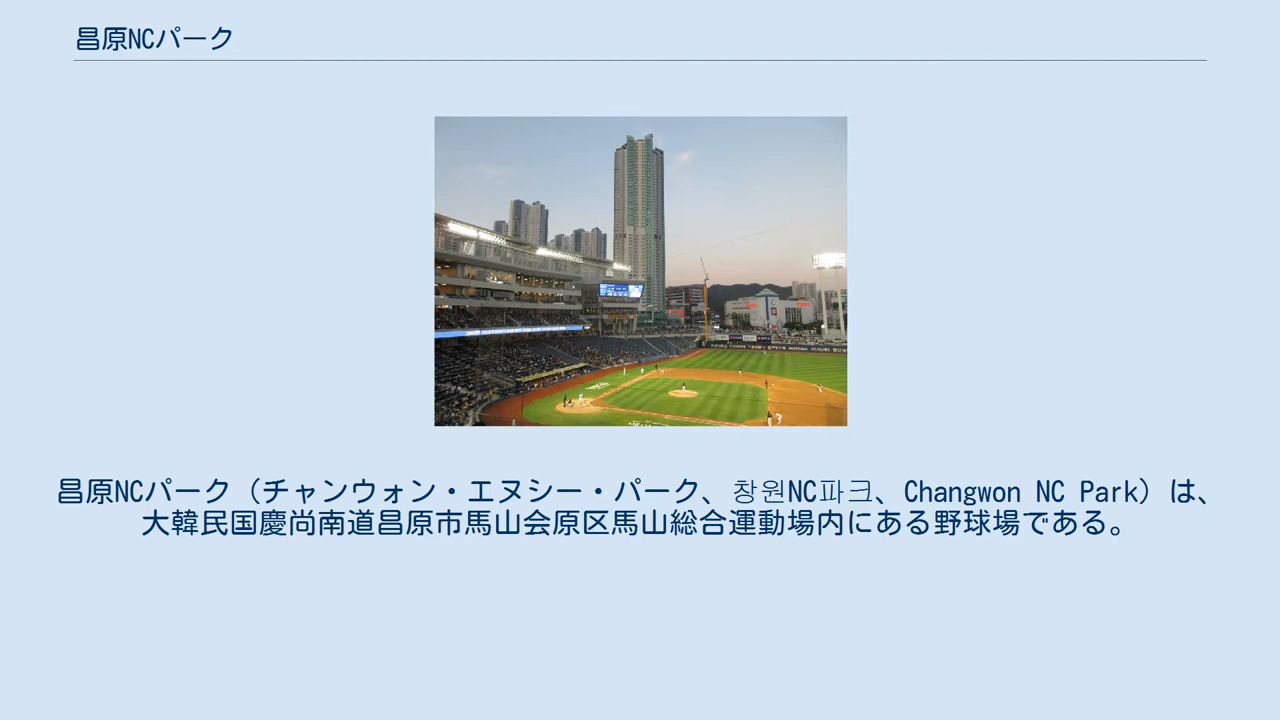 昌原NCパーク
昌原NCパーク（チャンウォン・エヌシー・パーク、창원NC파크、Changwon NC Park）は、
大韓民国慶尚南道昌原市馬山会原区馬山総合運動場内にある野球場である。